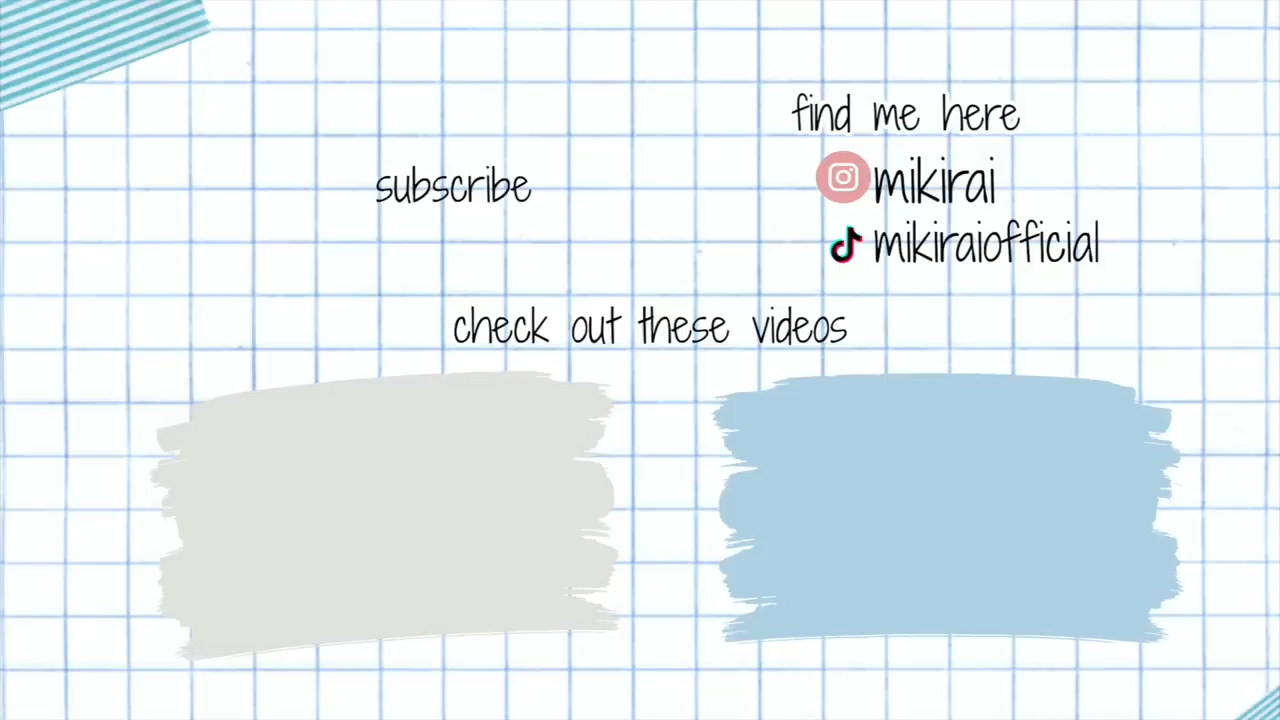 find me here
subscribe
mikirai
mikiraiofficial
check out these videos